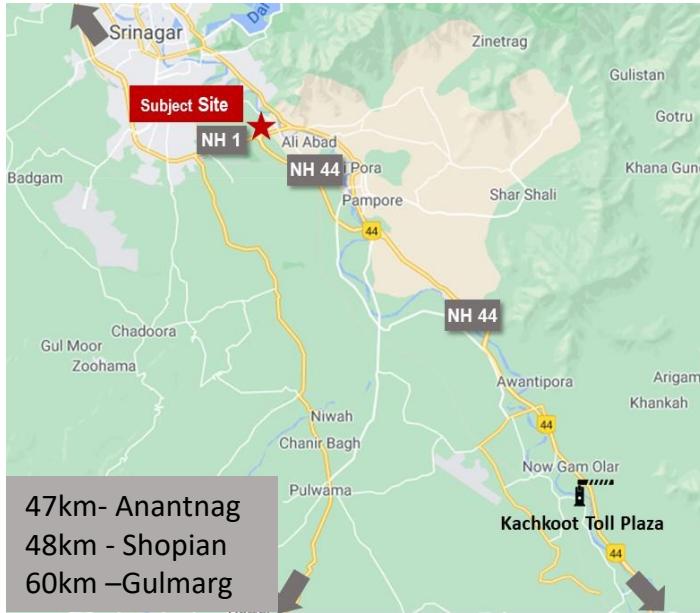 Srinagar
Dal
Zinetrag
Gulistan
Subject Site
Gotru
NH 1
Ali Abad
NH 44
Pora
Khana Gund
Badgam
Shar Shali
Pampore
44
NH 44
Chadoora
Gul Moor
Zoohama
Awantipora
Arigam
Khankah
Niwah
44
Chanir Bagh
Now Gam Olar
Pulwama
47km- Anantnag
48km - Shopian
60km –Gulmarg
Kachkoot Toll Plaza
44